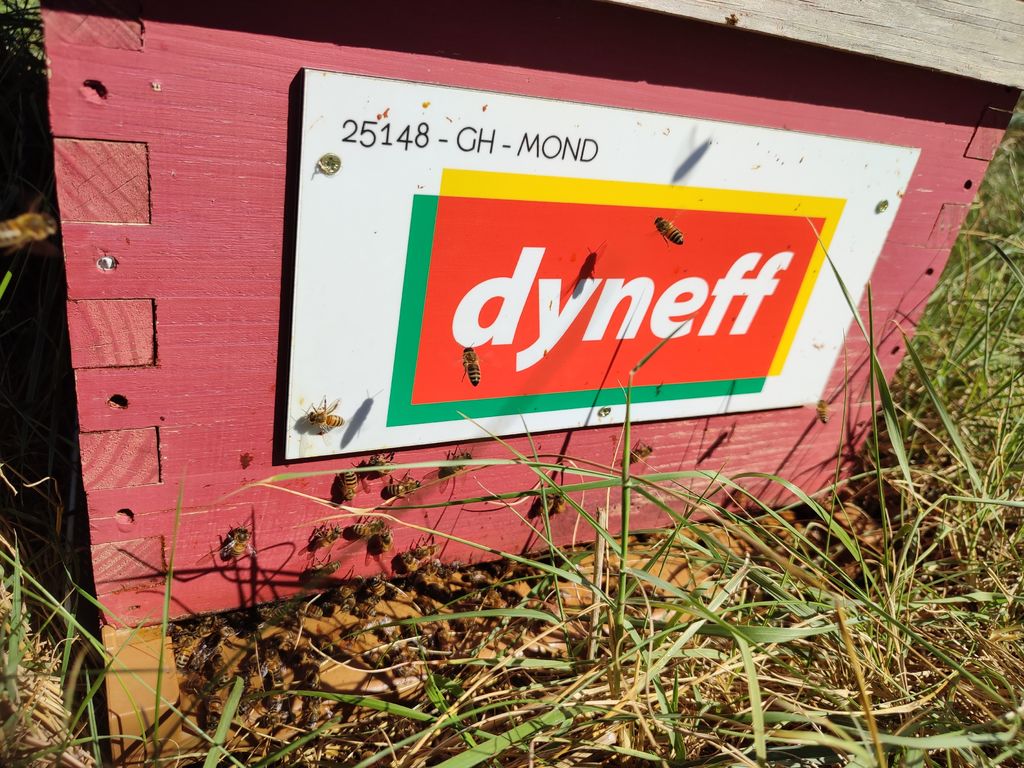 25148 - GH - MOND
dyneff